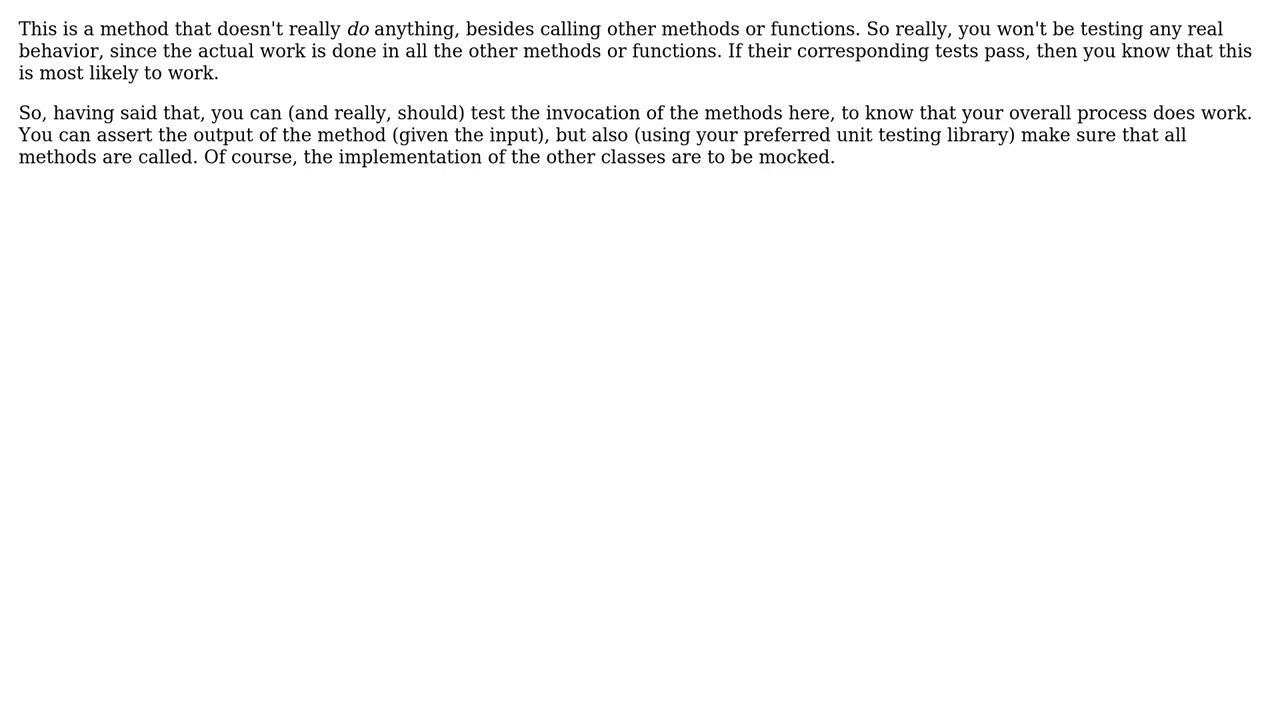 This is a method that doesn't really do anything, besides calling other methods or functions. So really, you won't be testing any real
behavior, since the actual work is done in all the other methods or functions. If their corresponding tests pass, then you know that this
is most likely to work.
So, having said that, you can (and really, should) test the invocation of the methods here, to know that your overall process does work.
You can assert the output of the method (given the input), but also (using your preferred unit testing library) make sure that all
methods are called. Of course, the implementation of the other classes are to be mocked.